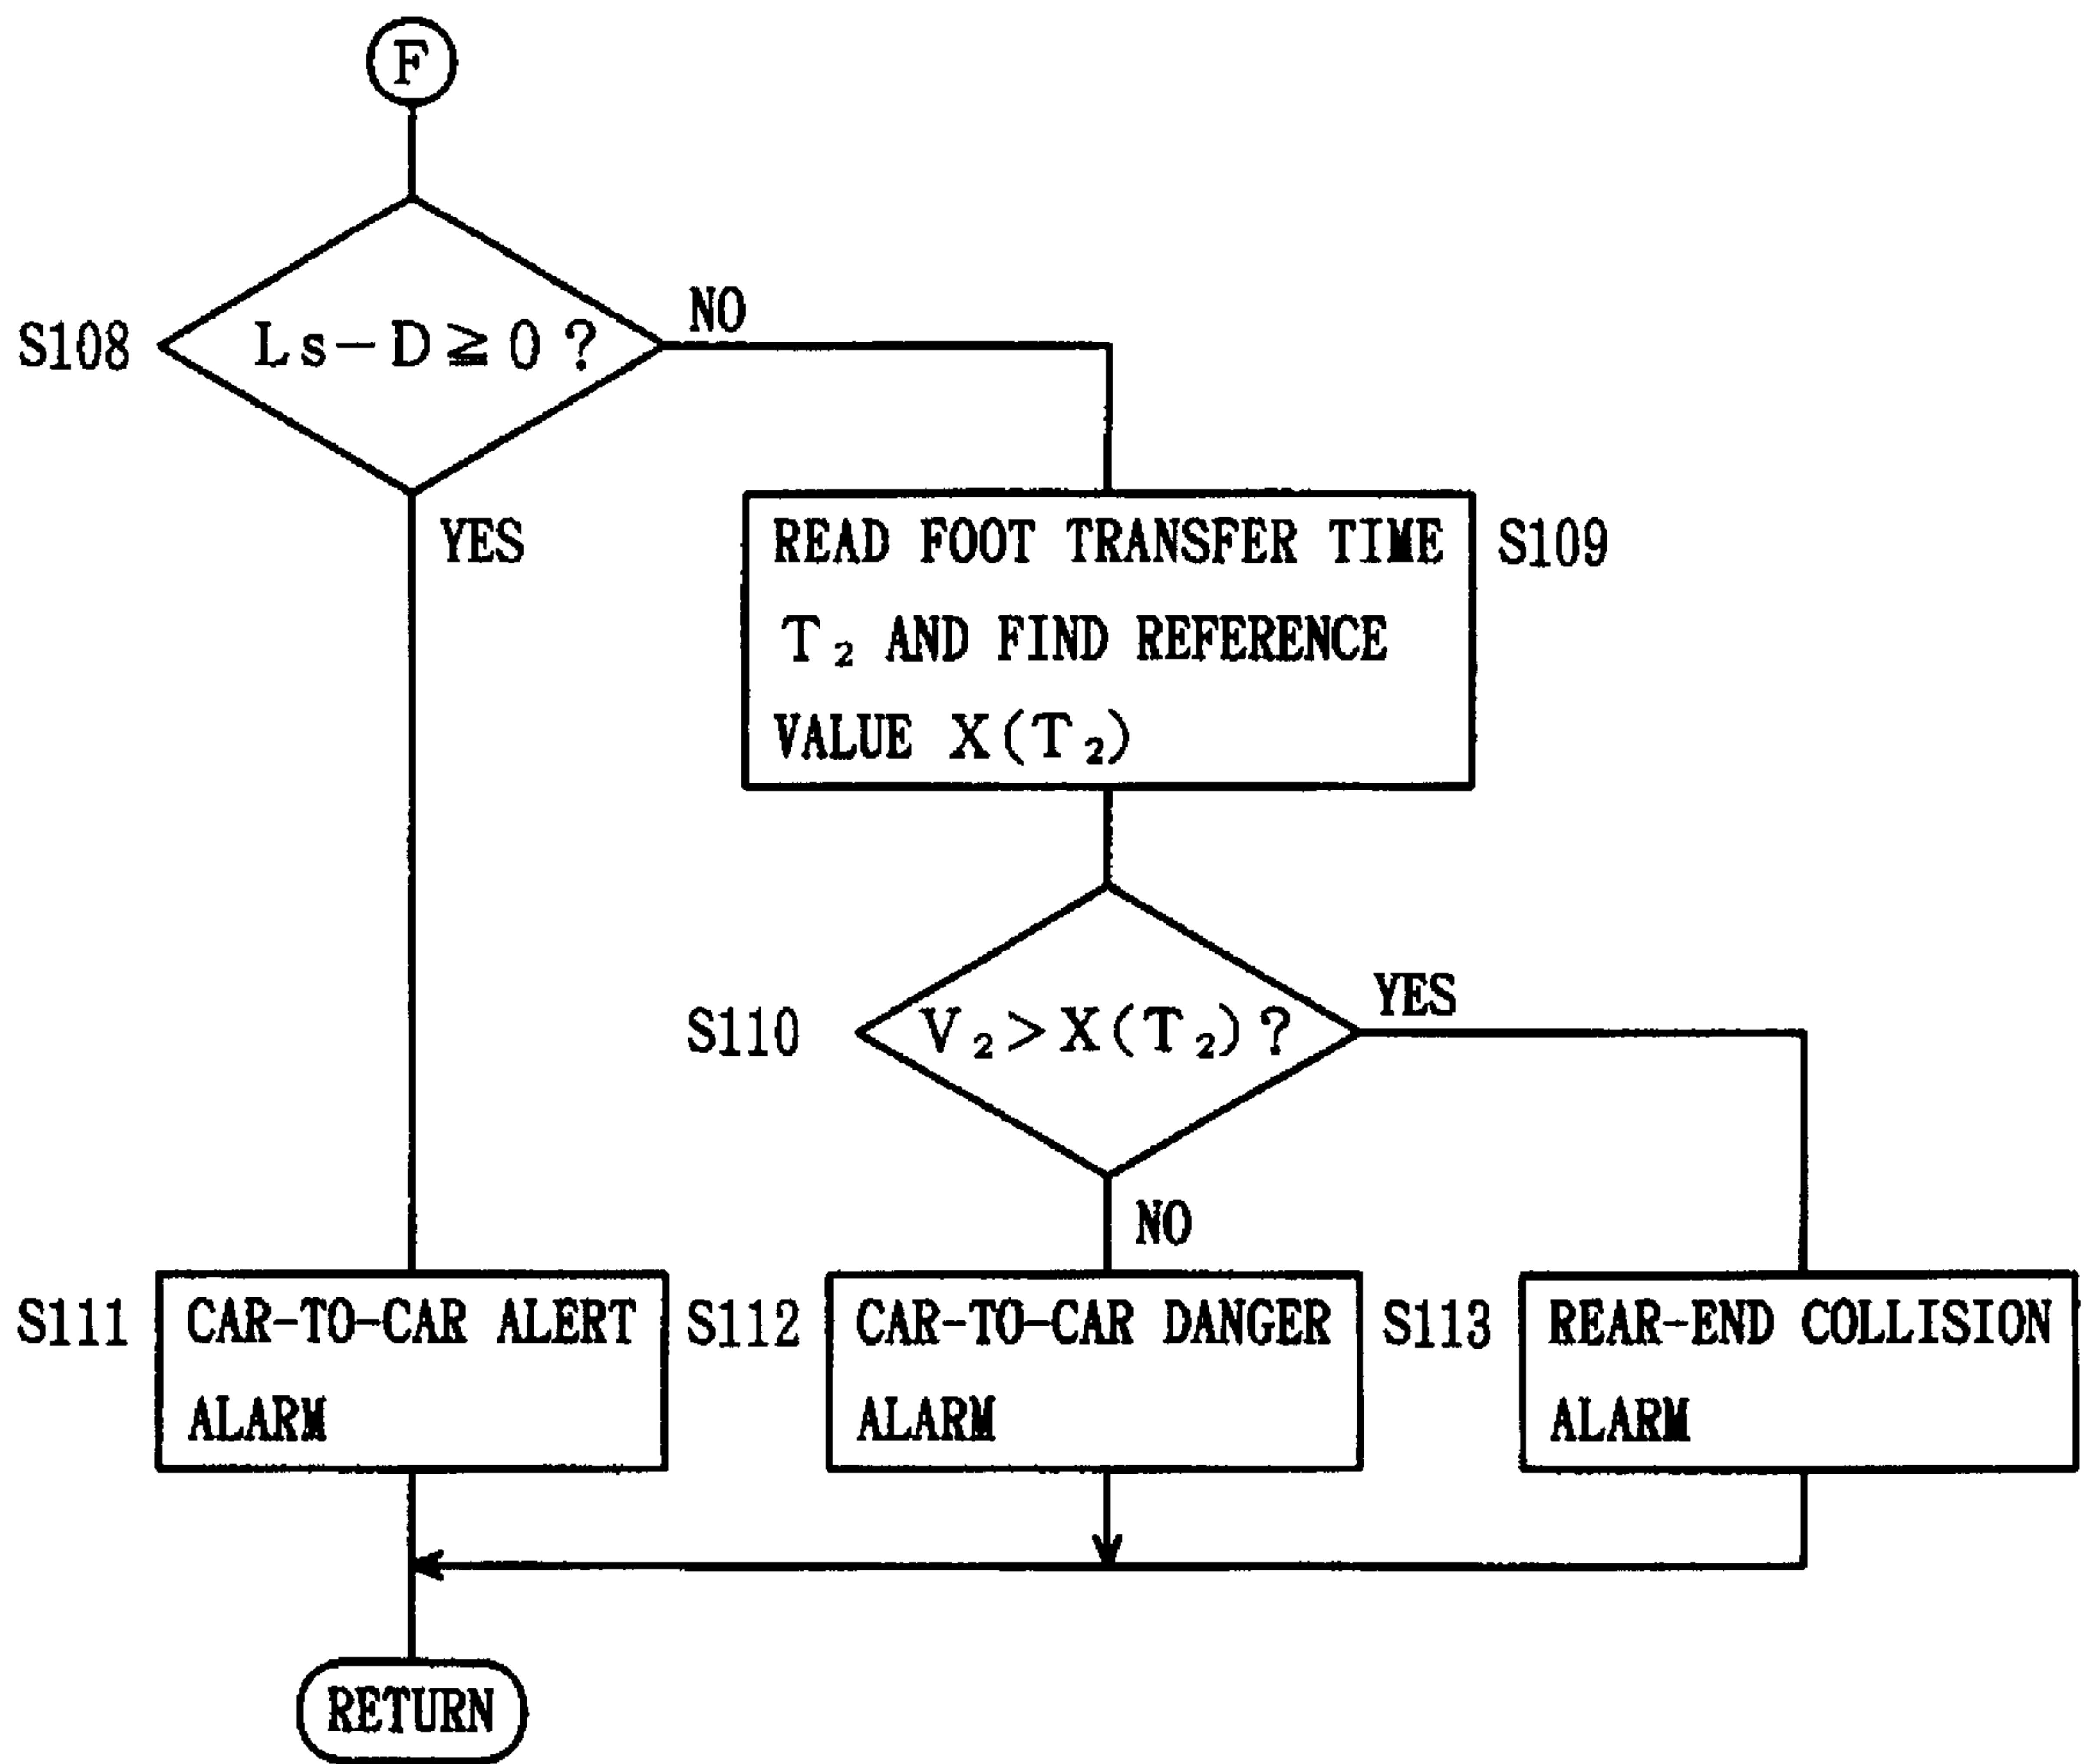 F
S108
Ls-D≧0?
NO
YES
READ FOOT TRANSFER TIME
T₂ AND FIND REFERENCE
VALUE X(T₂)
S109
S110
V₂>X(T₂)?
YES
NO
S111
CAR-TO-CAR ALERT
ALARM
S112
CAR-TO-CAR DANGER
ALARM
S113
REAR-END COLLISION
ALARM
RETURN